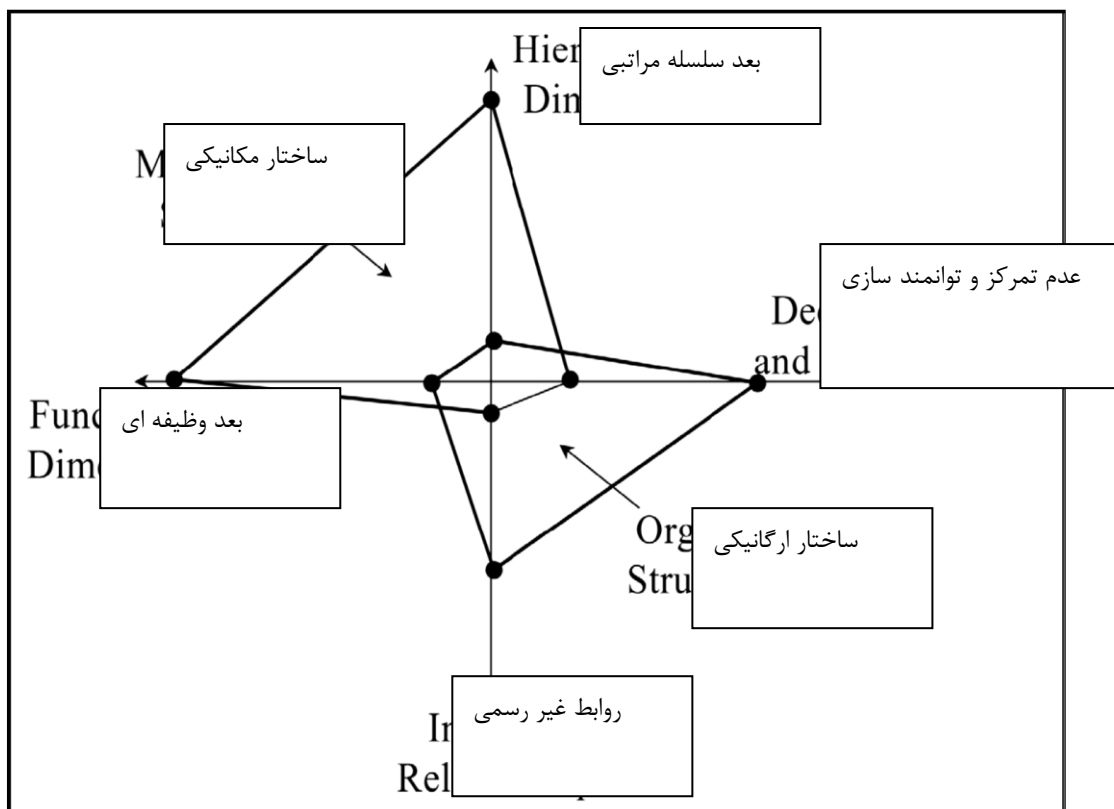 Hier
بعد سلسله مراتبی
Dim
ساختار مکانیکی
M
عدم تمرکز و توانمند سازی
Dec
and
Func
بعد وظیفه ای
Dime
Org
ساختار ارگانیکی
Stru
روابط غیر رسمی
In
Rel